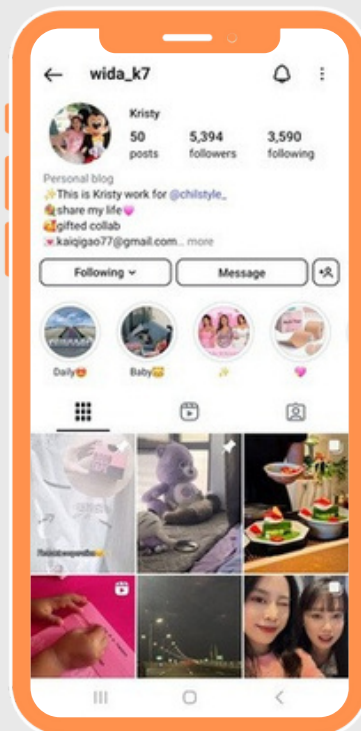 wida_k7
Kristy
50 5,394 3,590
posts followers following
Personal blog
✨This is Kristy work for @chilstyle_
share my life💗
🥰gifted collab
💌kaiqigao77@gmail.com... more
Following Message
Daily😍 Baby😸 ✨ 💗